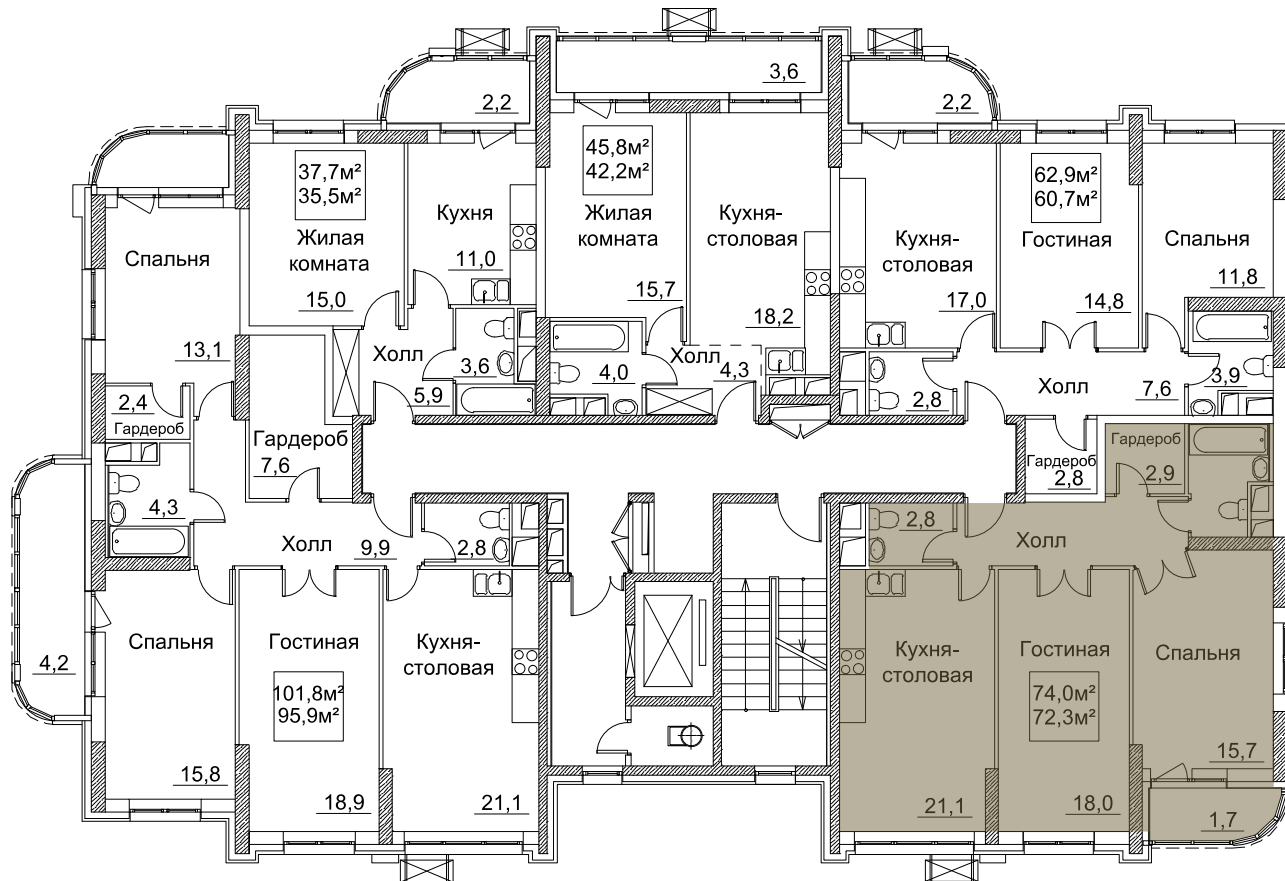 3,6
2,2
2,2
37,7м²
35,5м²
45,8м²
42,2м²
62,9м²
60,7м²
Спальня
13,1
Жилая
комната
15,0
Кухня
11,0
Жилая
комната
15,7
Кухня-
столовая
18,2
Кухня-
столовая
17,0
Гостиная
14,8
Спальня
11,8
2,4
Гардероб
Холл
5,9
3,6
4,0
Холл
4,3
2,8
Холл
7,6
3,9
Гардероб
7,6
4,3
Холл
9,9
2,8
Гардероб
2,8
Гардероб
2,9
2,8
Холл
4,2
Спальня
15,8
Гостиная
101,8м²
95,9м²
18,9
Кухня-
столовая
21,1
Кухня-
столовая
21,1
Гостиная
74,0м²
72,3м²
18,0
Спальня
15,7
1,7